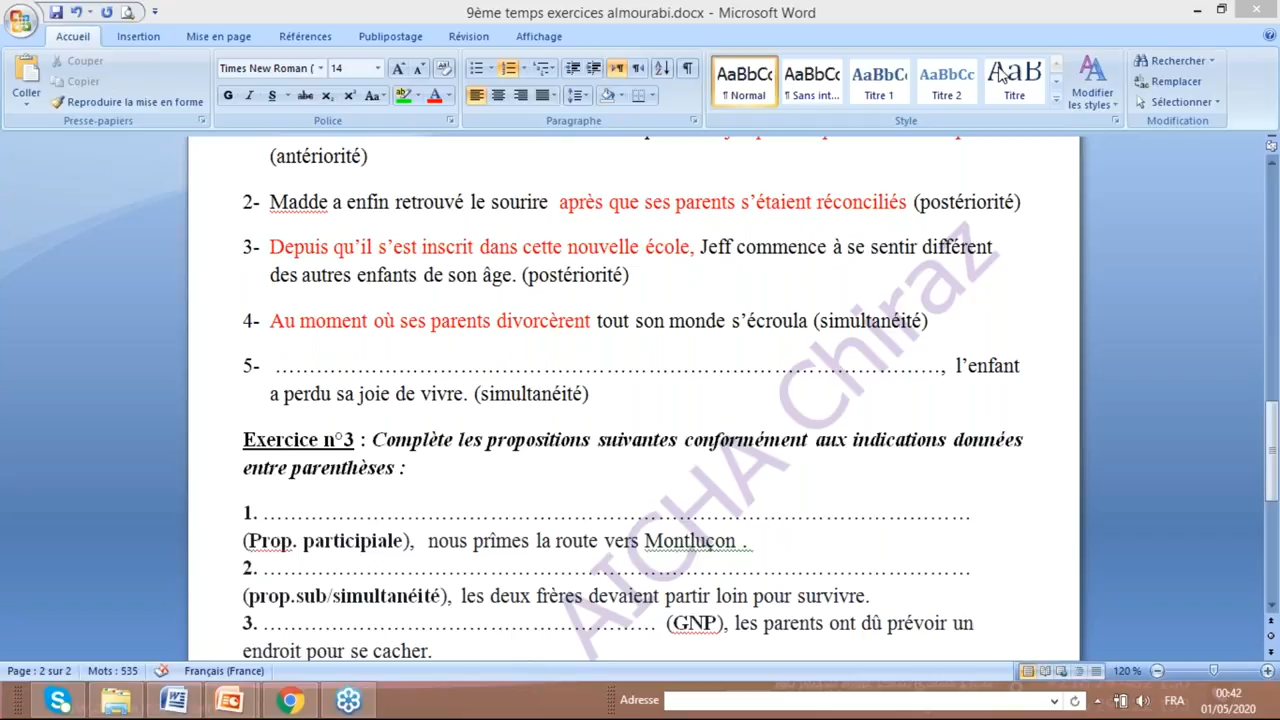 9ème temps exercices almourabi.docx - Microsoft Word
Accueil Insertion Mise en page Références Publipostage Révision Affichage
Couper
Copier
Reproduire la mise en forme
Coller
Presse-papiers
Times New Roman ( 14
G I S abc X₂ X² Aa
Police
Paragraphe
AaBbCc AaBbCc AaBbC AaBbCc AaB
¶ Normal ¶ Sans int... Titre 1 Titre 2 Titre
Modifier les styles
Style
Rechercher
Remplacer
Sélectionner
Modification
(antériorité)
2- Madde a enfin retrouvé le sourire après que ses parents s’étaient réconciliés (postériorité)
3- Depuis qu’il s’est inscrit dans cette nouvelle école, Jeff commence à se sentir différent
des autres enfants de son âge. (postériorité)
4- Au moment où ses parents divorcèrent tout son monde s’écroula (simultanéité)
5- ……………………………………………………………………………………, l’enfant
a perdu sa joie de vivre. (simultanéité)
Exercice n°3 : Complète les propositions suivantes conformément aux indications données
entre parenthèses :
1. …………………………………………………………………………………………
(Prop. participiale), nous prîmes la route vers Montluçon .
2. …………………………………………………………………………………………
(prop.sub/simultanéité), les deux frères devaient partir loin pour survivre.
3. ………………………………………………… (GNP), les parents ont dû prévoir un
endroit pour se cacher.
AICHA Chiraz
Page : 2 sur 2 Mots : 535 Français (France) 120 %
Adresse FRA 00:42
01/05/2020